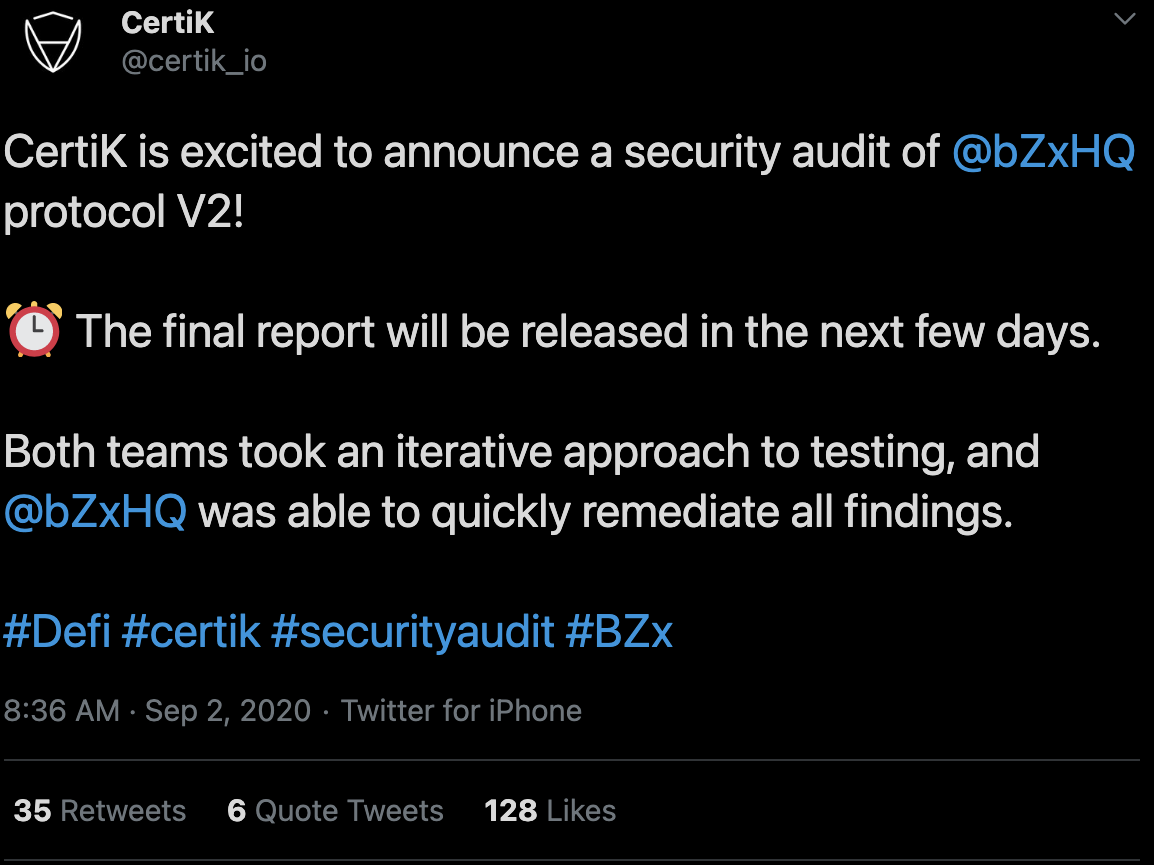 CertiK
@certik_io
CertiK is excited to announce a security audit of @bZxHQ
protocol V2!
⏰ The final report will be released in the next few days.
Both teams took an iterative approach to testing, and
@bZxHQ was able to quickly remediate all findings.
#Defi #certik #securityaudit #BZx
8:36 AM · Sep 2, 2020 · Twitter for iPhone
35 Retweets 6 Quote Tweets 128 Likes